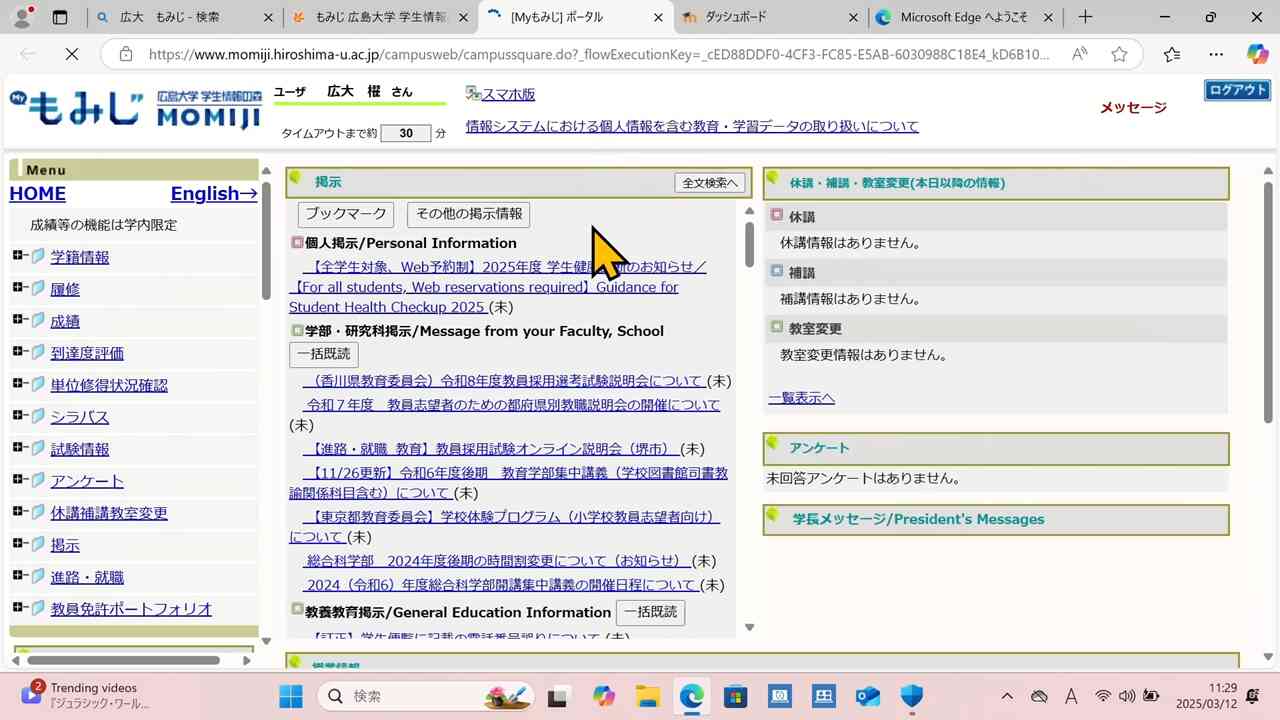 広大 もみじ - 検索
もみじ 広島大学 学生情報
[Myもみじ] ポータル
ダッシュボード
Microsoft Edge へようこそ
https://www.momiji.hiroshima-u.ac.jp/campusweb/campussquare.do?_flowExecutionKey=_cED88DDF0-4CF3-FC85-E5AB-6030988C18E4_kD6B10...
My もみじ 広島大学 学生情報の森 MOMIJI
ユーザ 広大 椛 さん
タイムアウトまで約 30 分
スマホ版
情報システムにおける個人情報を含む教育・学習データの取り扱いについて
メッセージ
ログアウト
Menu
HOME English→
成績等の機能は学内限定
学籍情報
履修
成績
到達度評価
単位修得状況確認
シラバス
試験情報
アンケート
休講補講教室変更
掲示
進路・就職
教員免許ポートフォリオ
掲示 全文検索へ
ブックマーク その他の掲示情報
個人掲示/Personal Information
【全学生対象、Web予約制】2025年度 学生健のお知らせ／
【For all students, Web reservations required】Guidance for
Student Health Checkup 2025 (未)
学部・研究科掲示/Message from your Faculty, School
一括既読
（香川県教育委員会）令和8年度教員採用選考試験説明会について (未)
令和７年度　教員志望者のための都府県別教職説明会の開催について
(未)
【進路・就職_教育】教員採用試験オンライン説明会（堺市） (未)
【11/26更新】令和6年度後期　教育学部集中講義（学校図書館司書教
諭関係科目含む）について (未)
【東京都教育委員会】学校体験プログラム（小学校教員志望者向け）
について (未)
総合科学部　2024年度後期の時間割変更について（お知らせ） (未)
2024（令和6）年度総合科学部開講集中講義の開催日程について (未)
教養教育掲示/General Education Information 一括既読
【訂正】学生便覧に記載の電話番号誤りについて (未)
休講・補講・教室変更(本日以降の情報)
休講
休講情報はありません。
補講
補講情報はありません。
教室変更
教室変更情報はありません。
一覧表示へ
アンケート
未回答アンケートはありません。
学長メッセージ/President's Messages
2
Trending videos
『ジュラシック・ワール...
検索
A
11:29
2025/03/12